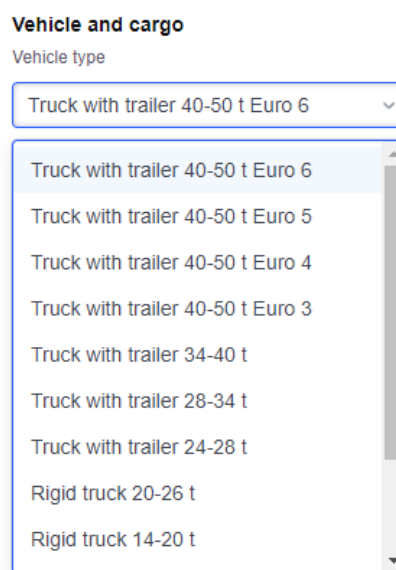 Vehicle and cargo
Vehicle type
Truck with trailer 40-50 t Euro 6
Truck with trailer 40-50 t Euro 6
Truck with trailer 40-50 t Euro 5
Truck with trailer 40-50 t Euro 4
Truck with trailer 40-50 t Euro 3
Truck with trailer 34-40 t
Truck with trailer 28-34 t
Truck with trailer 24-28 t
Rigid truck 20-26 t
Rigid truck 14-20 t